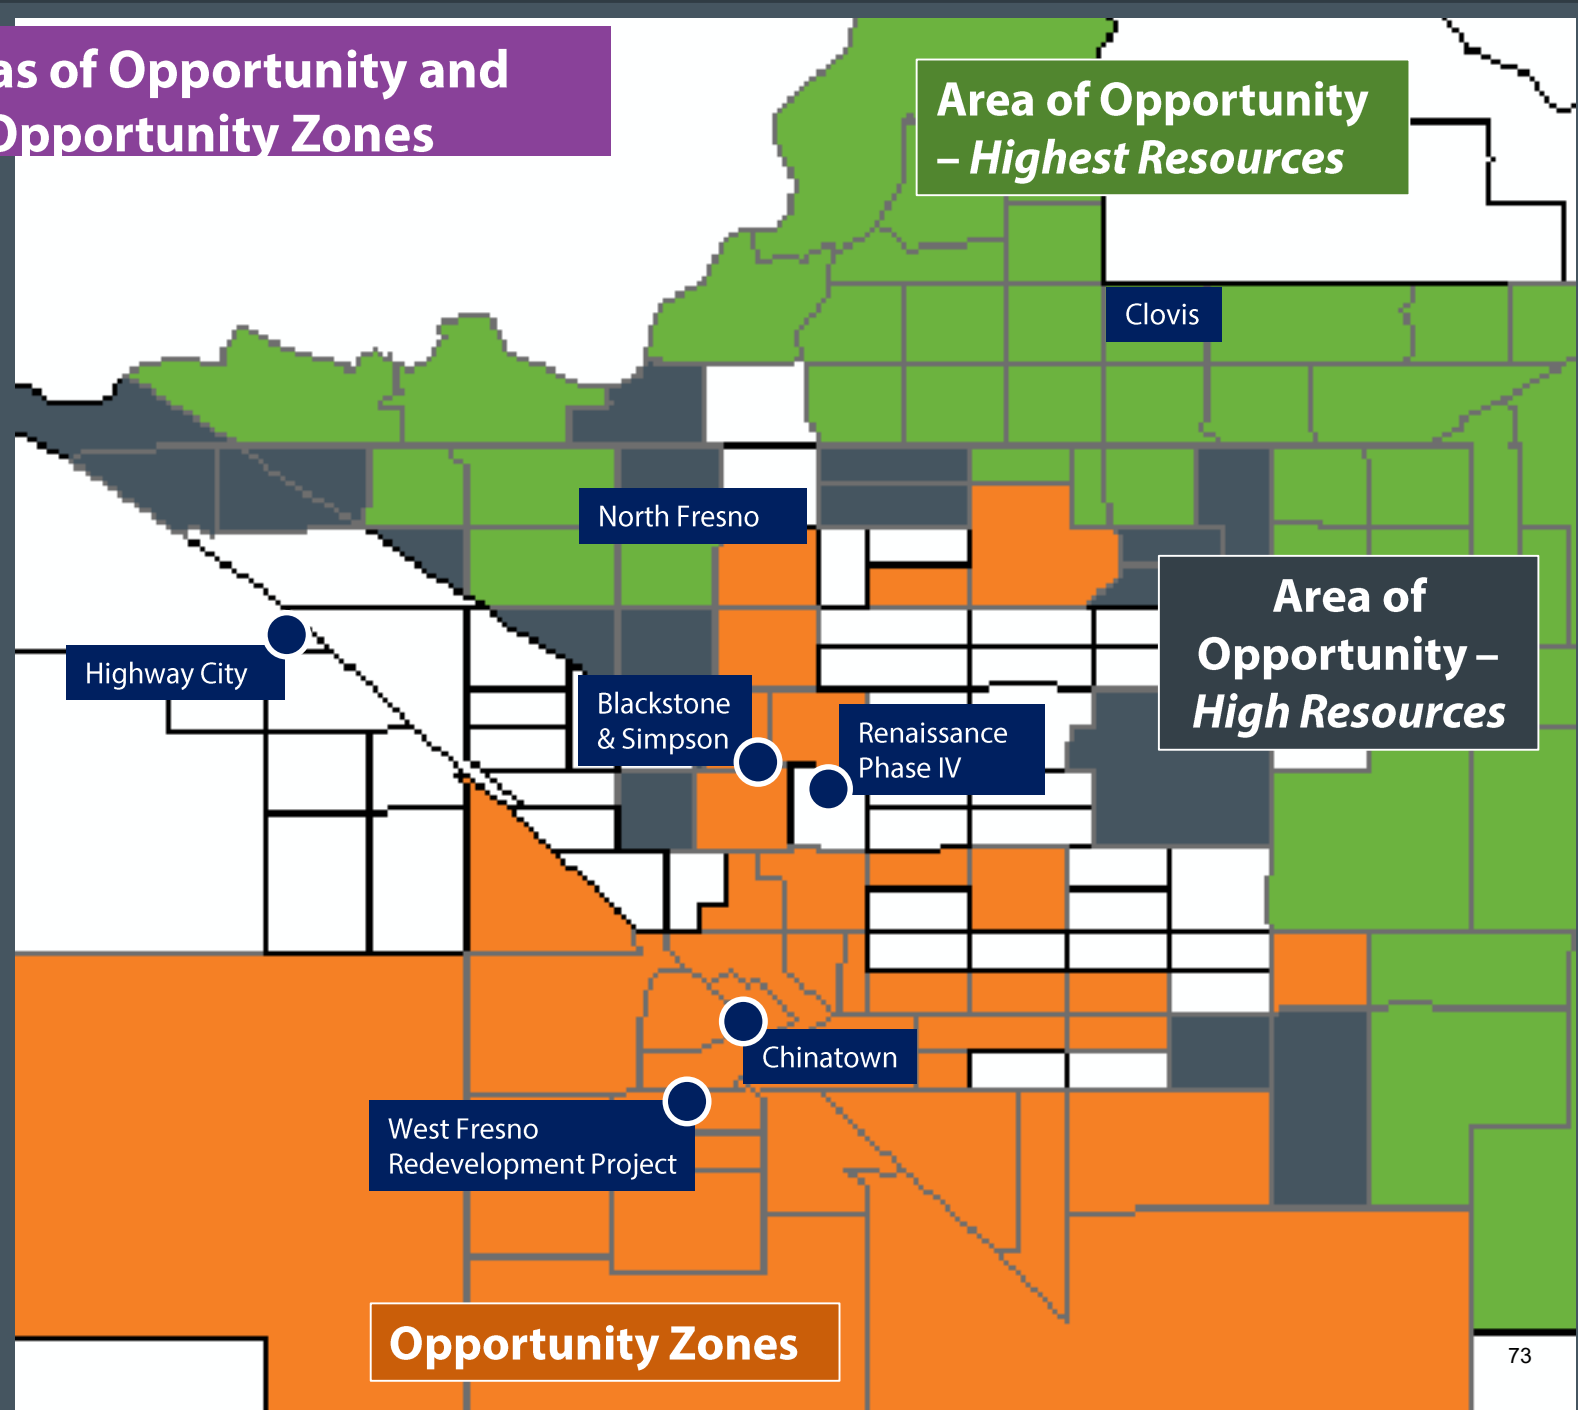 as of Opportunity and
Opportunity Zones
Area of Opportunity
– Highest Resources
Clovis
North Fresno
Area of
Opportunity –
High Resources
Highway City
Blackstone
& Simpson
Renaissance
Phase IV
Chinatown
West Fresno
Redevelopment Project
Opportunity Zones
73